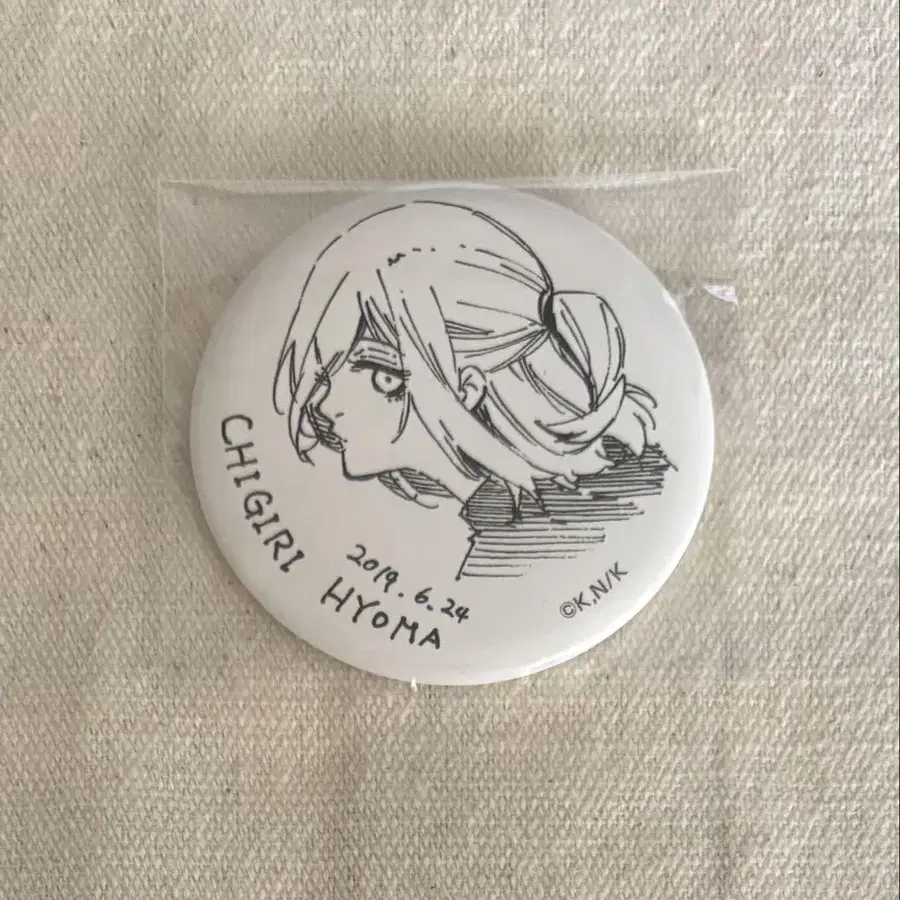 CHIGIRI
2019.6.24
HYOMA
©K,N/K